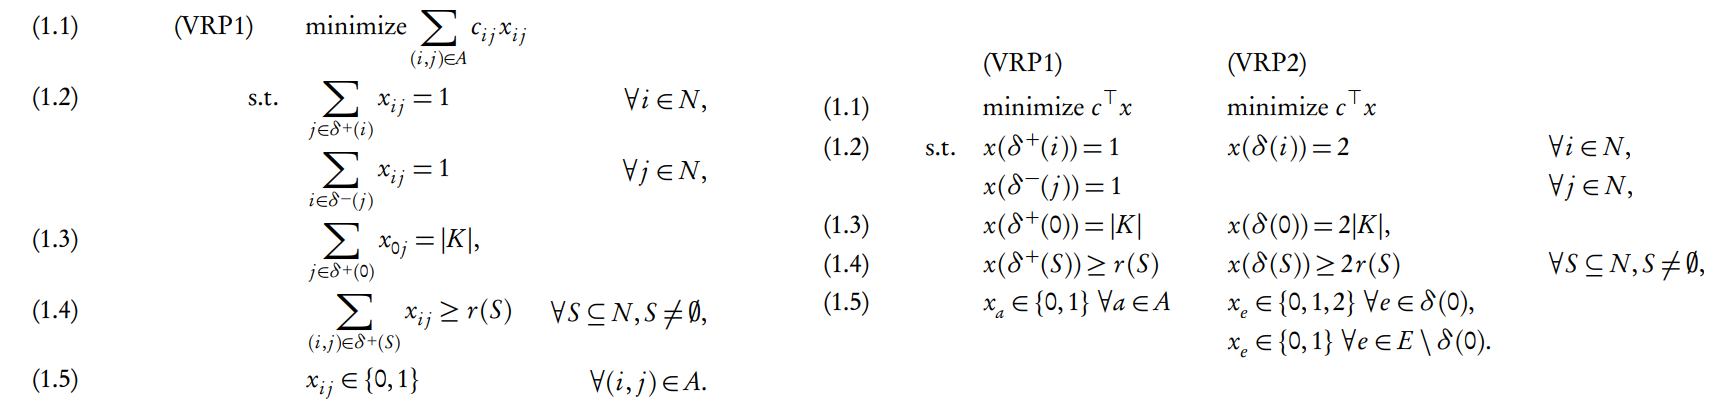 (1.1) (VRP1) minimize ∑_{(i,j)∈A} c_{ij} x_{ij}
(1.2) s.t. ∑_{j∈δ⁺(i)} x_{ij} = 1 ∀i ∈ N,
∑_{i∈δ⁻(j)} x_{ij} = 1 ∀j ∈ N,
(1.3) ∑_{j∈δ⁺(0)} x_{0j} = |K|,
(1.4) ∑_{(i,j)∈δ⁺(S)} x_{ij} ≥ r(S) ∀S ⊆ N, S ≠ ∅,
(1.5) x_{ij} ∈ {0,1} ∀(i,j) ∈ A.
(VRP1) (VRP2)
(1.1) minimize c^⊤ x minimize c^⊤ x
(1.2) s.t. x(δ⁺(i)) = 1 x(δ(i)) = 2 ∀i ∈ N,
x(δ⁻(j)) = 1 ∀j ∈ N,
(1.3) x(δ⁺(0)) = |K| x(δ(0)) = 2|K|,
(1.4) x(δ⁺(S)) ≥ r(S) x(δ(S)) ≥ 2r(S) ∀S ⊆ N, S ≠ ∅,
(1.5) x_a ∈ {0,1} ∀a ∈ A x_e ∈ {0,1,2} ∀e ∈ δ(0),
x_e ∈ {0,1} ∀e ∈ E \ δ(0).